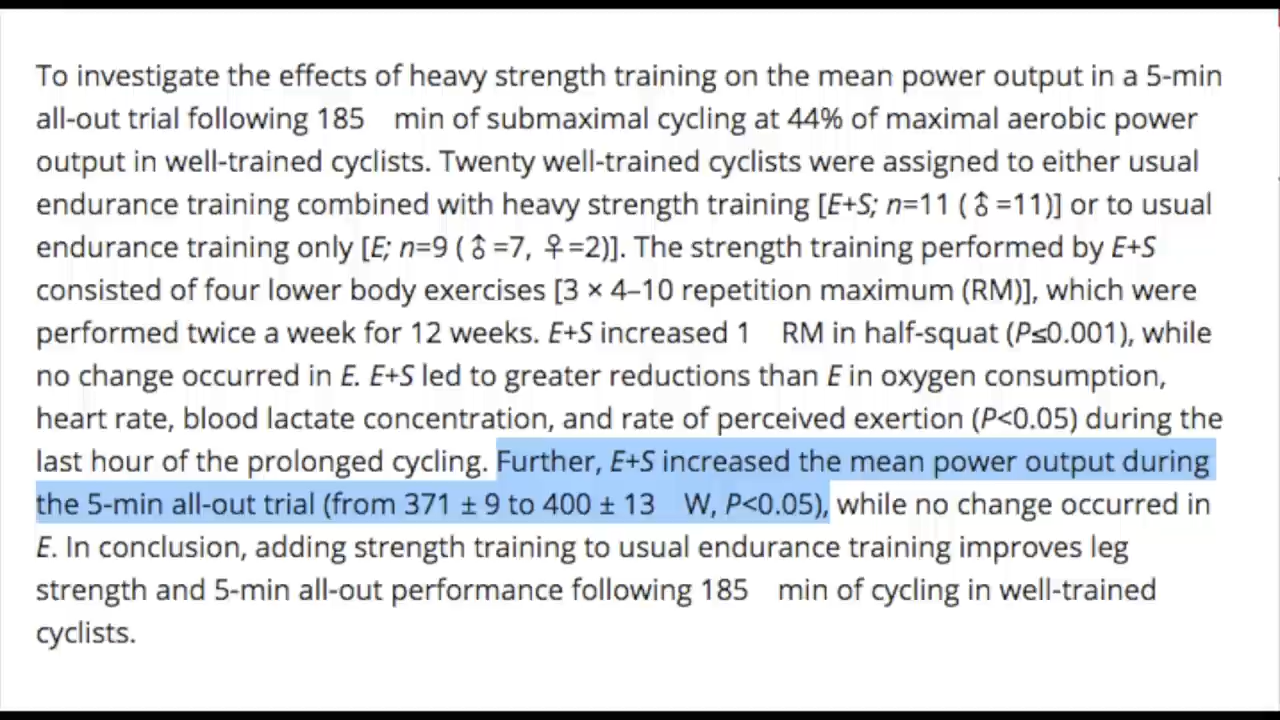 To investigate the effects of heavy strength training on the mean power output in a 5-min
all-out trial following 185 min of submaximal cycling at 44% of maximal aerobic power
output in well-trained cyclists. Twenty well-trained cyclists were assigned to either usual
endurance training combined with heavy strength training [E+S; n=11 (♂=11)] or to usual
endurance training only [E; n=9 (♂=7, ♀=2)]. The strength training performed by E+S
consisted of four lower body exercises [3 × 4–10 repetition maximum (RM)], which were
performed twice a week for 12 weeks. E+S increased 1 RM in half-squat (P≤0.001), while
no change occurred in E. E+S led to greater reductions than E in oxygen consumption,
heart rate, blood lactate concentration, and rate of perceived exertion (P<0.05) during the
last hour of the prolonged cycling. Further, E+S increased the mean power output during
the 5-min all-out trial (from 371 ± 9 to 400 ± 13 W, P<0.05), while no change occurred in
E. In conclusion, adding strength training to usual endurance training improves leg
strength and 5-min all-out performance following 185 min of cycling in well-trained
cyclists.